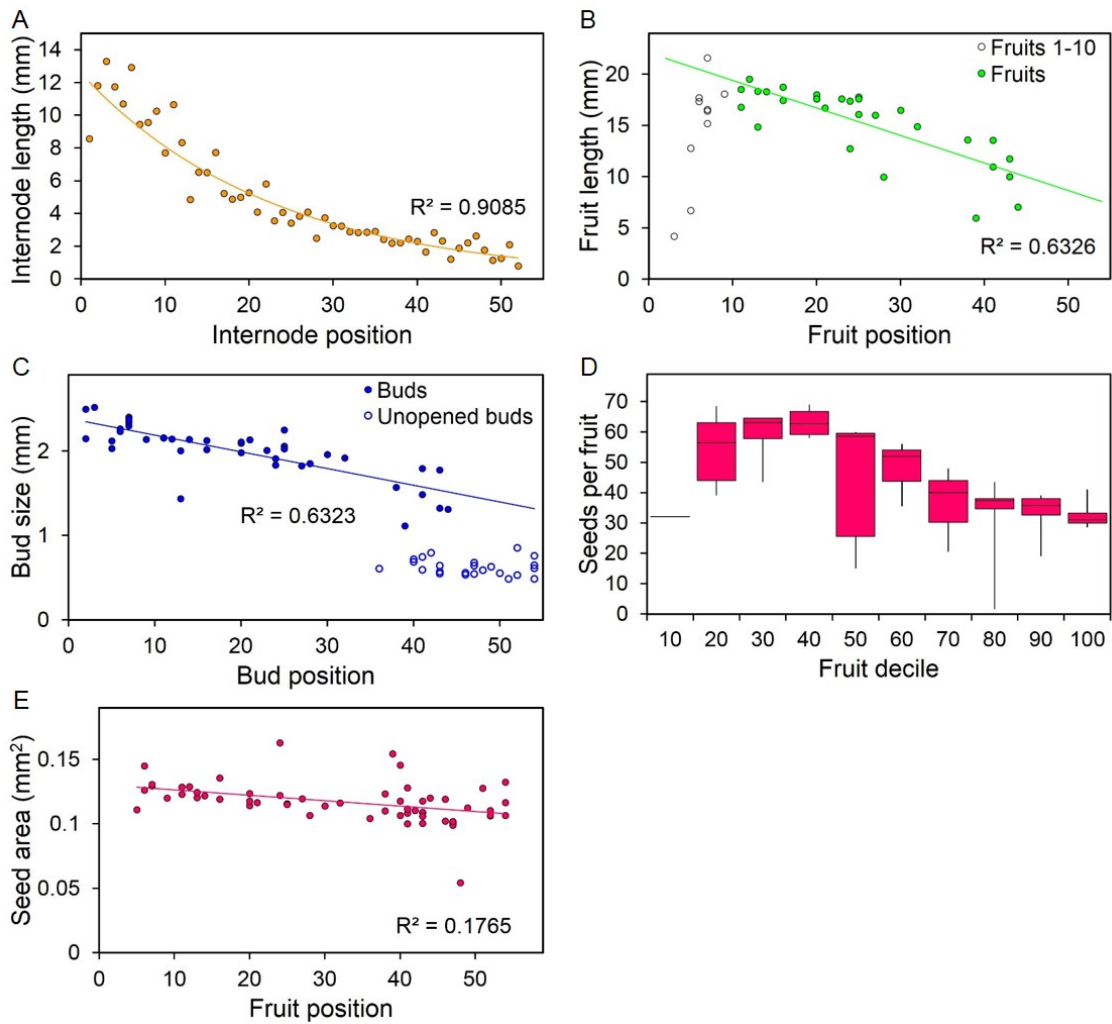 A
Internode length (mm)
14
12
10
8
6
4
2
0
R² = 0.9085
0 10 20 30 40 50
Internode position
B
Fruit length (mm)
20
15
10
5
0
Fruits 1-10
Fruits
R² = 0.6326
0 10 20 30 40 50
Fruit position
C
Bud size (mm)
2
1
0
Buds
Unopened buds
R² = 0.6323
0 10 20 30 40 50
Bud position
D
Seeds per fruit
70
60
50
40
30
20
10
0
10 20 30 40 50 60 70 80 90 100
Fruit decile
E
Seed area (mm²)
0.15
0.1
0.05
0
R² = 0.1765
0 10 20 30 40 50
Fruit position